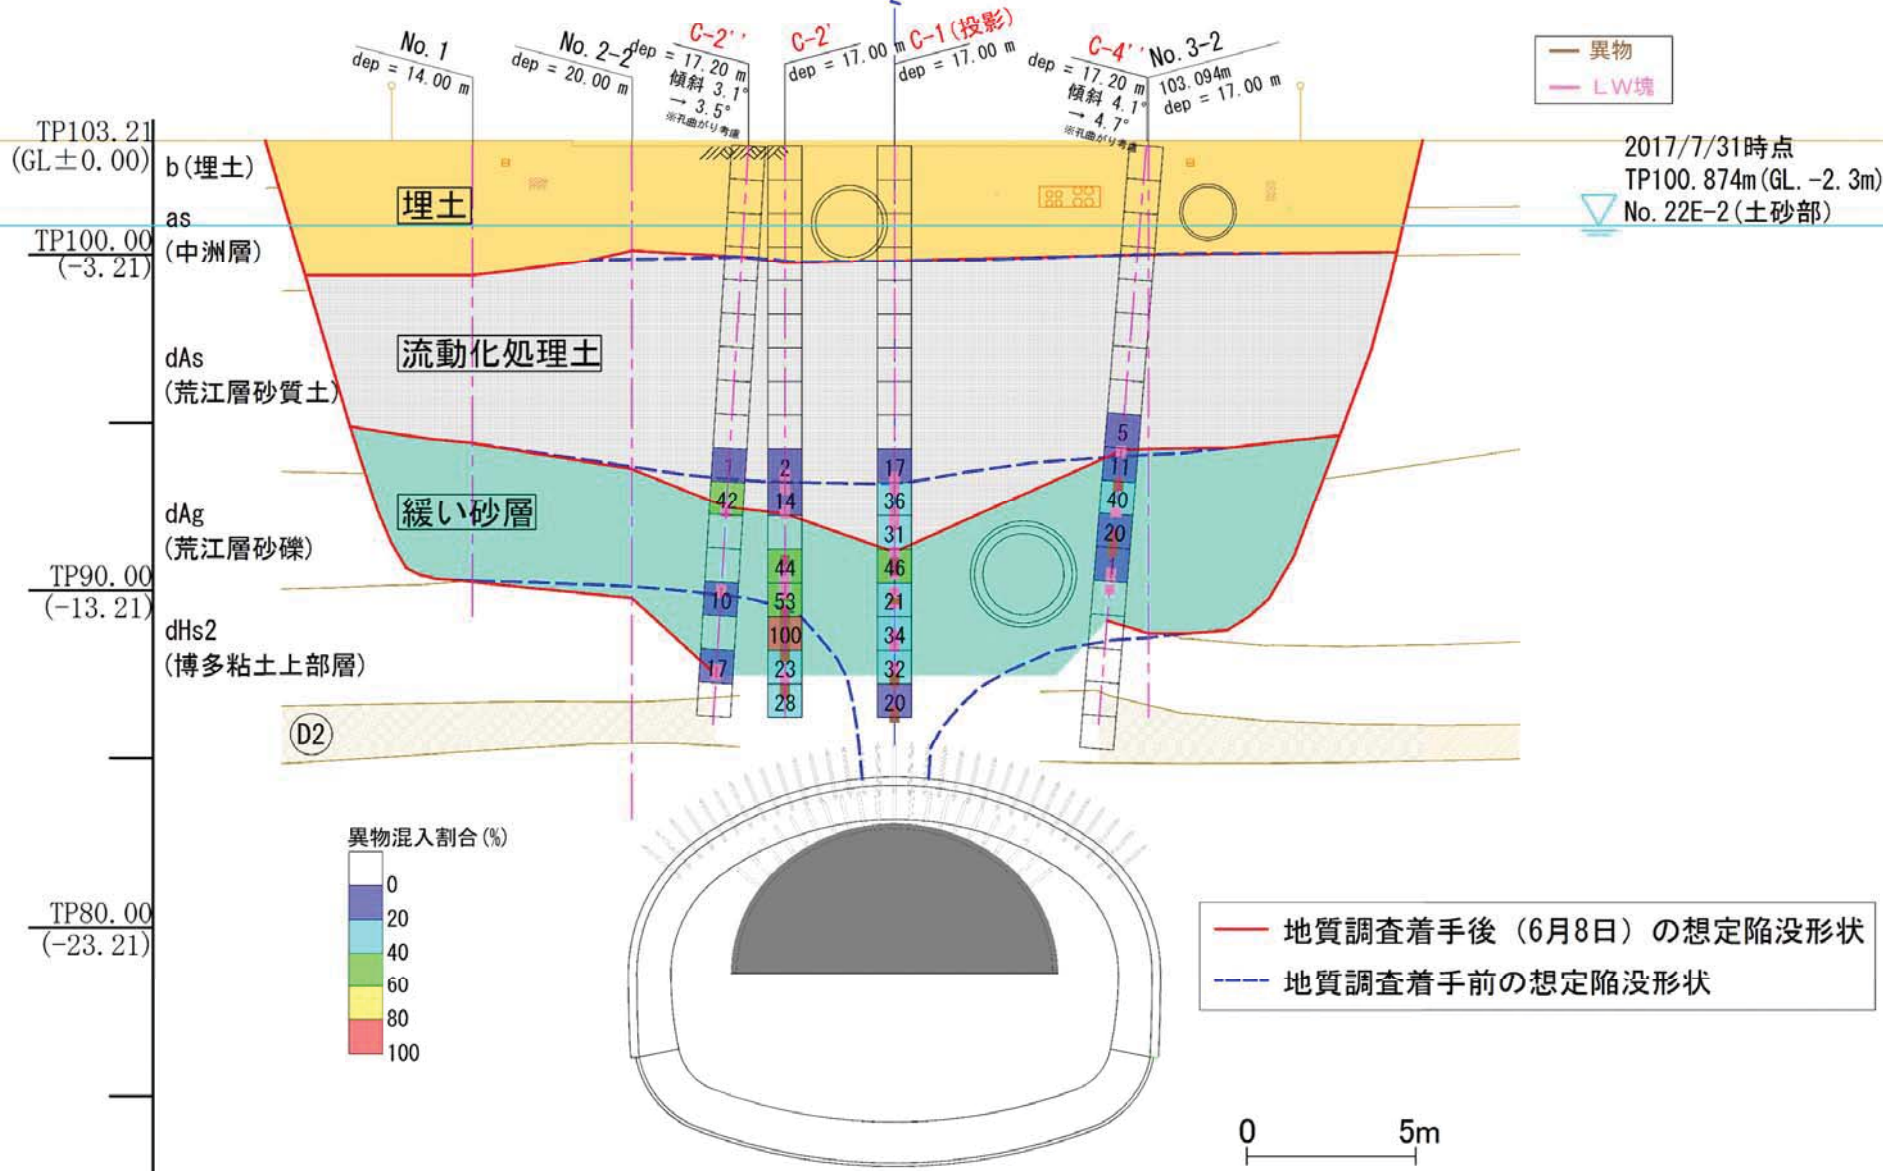 No. 1
dep = 14.00 m
No. 2-2
dep = 20.00 m
C-2''
dep = 17.20 m
傾斜 3.1°
→ 3.5°
※孔曲がり考慮
C-2'
dep = 17.00 m
C-1(投影)
dep = 17.00 m
C-4''
dep = 17.20 m
傾斜 4.1°
→ 4.7°
※孔曲がり考慮
No. 3-2
103.094m
dep = 17.00 m
異物
LW塊
2017/7/31時点
TP100.874m(GL.-2.3m)
No.22E-2(土砂部)
TP103.21
(GL±0.00)
TP100.00
(-3.21)
TP90.00
(-13.21)
TP80.00
(-23.21)
b(埋土)
as
(中洲層)
dAs
(荒江層砂質土)
dAg
(荒江層砂礫)
dHs2
(博多粘土上部層)
埋土
流動化処理土
緩い砂層
D2
1
42
10
17
2
14
44
53
100
23
28
17
36
31
46
21
34
32
20
5
11
40
20
異物混入割合(%)
0
20
40
60
80
100
地質調査着手後（6月8日）の想定陥没形状
地質調査着手前の想定陥没形状
0 5m